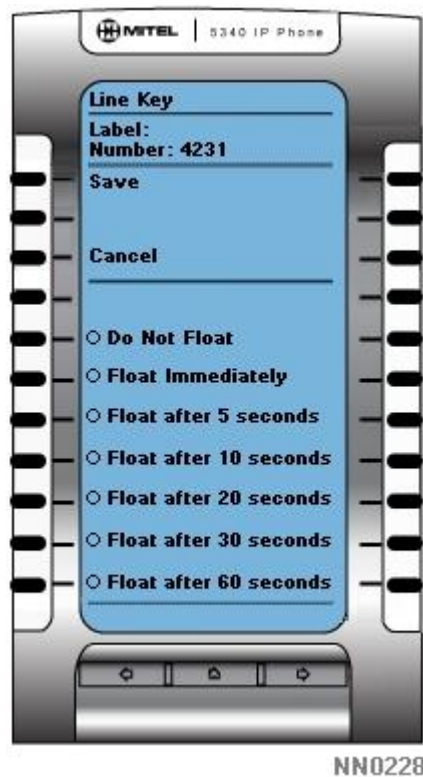 MITEL | 5340 IP Phone
Line Key
Label:
Number: 4231
Save
Cancel
Do Not Float
Float Immediately
Float after 5 seconds
Float after 10 seconds
Float after 20 seconds
Float after 30 seconds
Float after 60 seconds
NN0228